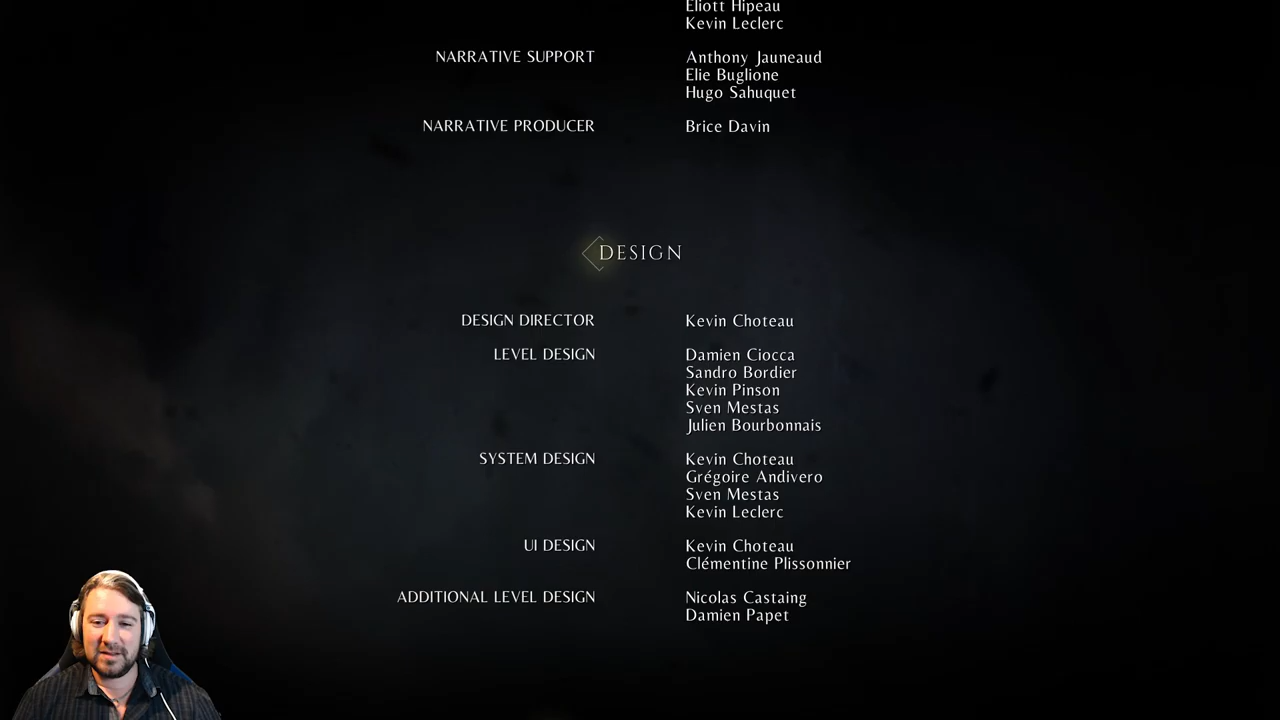 Eliott Hipeau
Kevin Leclerc
NARRATIVE SUPPORT Anthony Jauneaud
Elie Buglione
Hugo Sahuquet
NARRATIVE PRODUCER Brice Davin
DESIGN
DESIGN DIRECTOR Kevin Choteau
LEVEL DESIGN Damien Ciocca
Sandro Bordier
Kevin Pinson
Sven Mestas
Julien Bourbonnais
SYSTEM DESIGN Kevin Choteau
Grégoire Andivero
Sven Mestas
Kevin Leclerc
UI DESIGN Kevin Choteau
Clémentine Plissonnier
ADDITIONAL LEVEL DESIGN Nicolas Castaing
Damien Papet